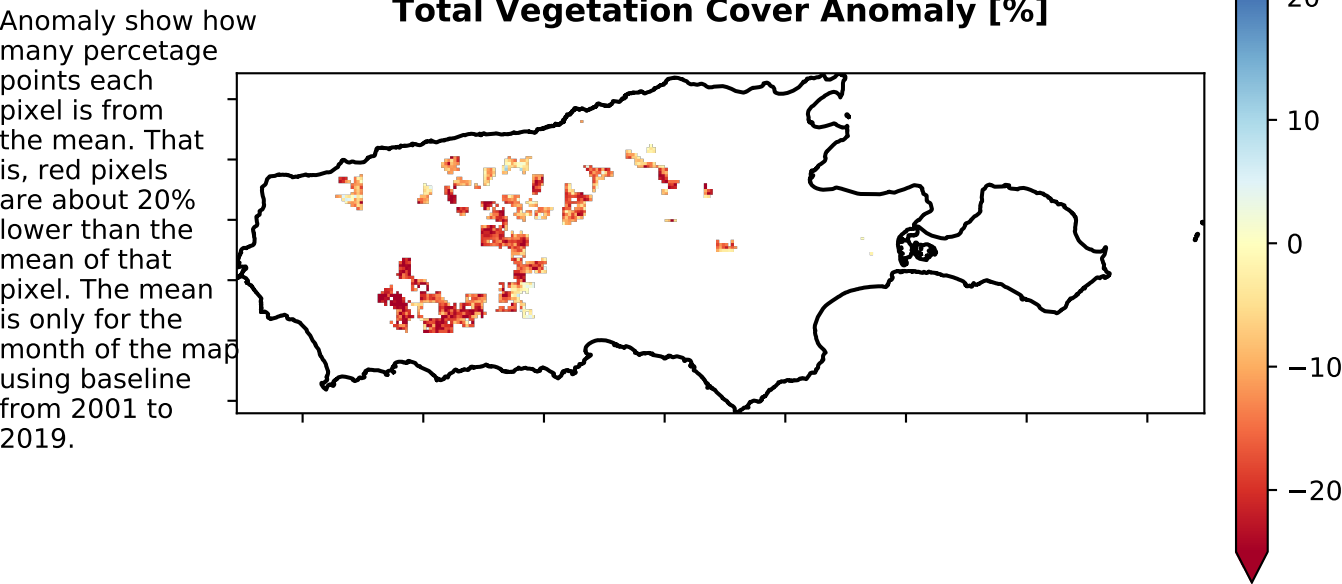 Total Vegetation Cover Anomaly [%]
Anomaly show how
many percetage
points each
pixel is from
the mean. That
is, red pixels
are about 20%
lower than the
mean of that
pixel. The mean
is only for the
month of the map
using baseline
from 2001 to
2019.
20
10
0
−10
−20